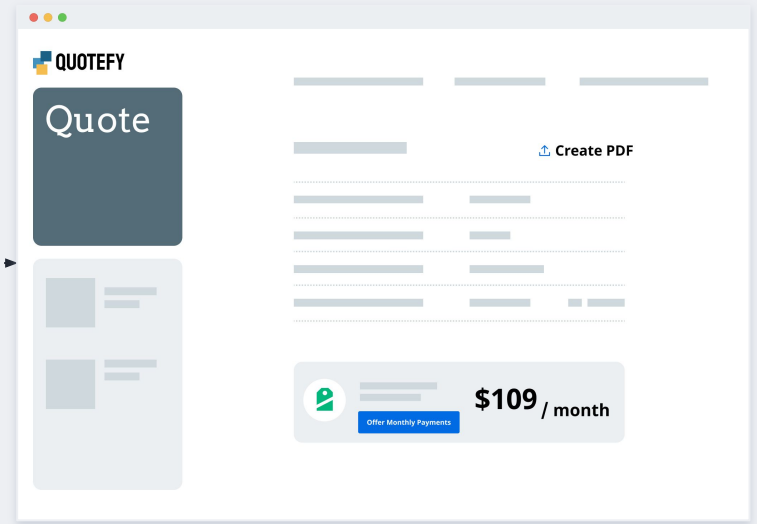 QUOTEFY
Quote
Create PDF
Offer Monthly Payments
$109 / month